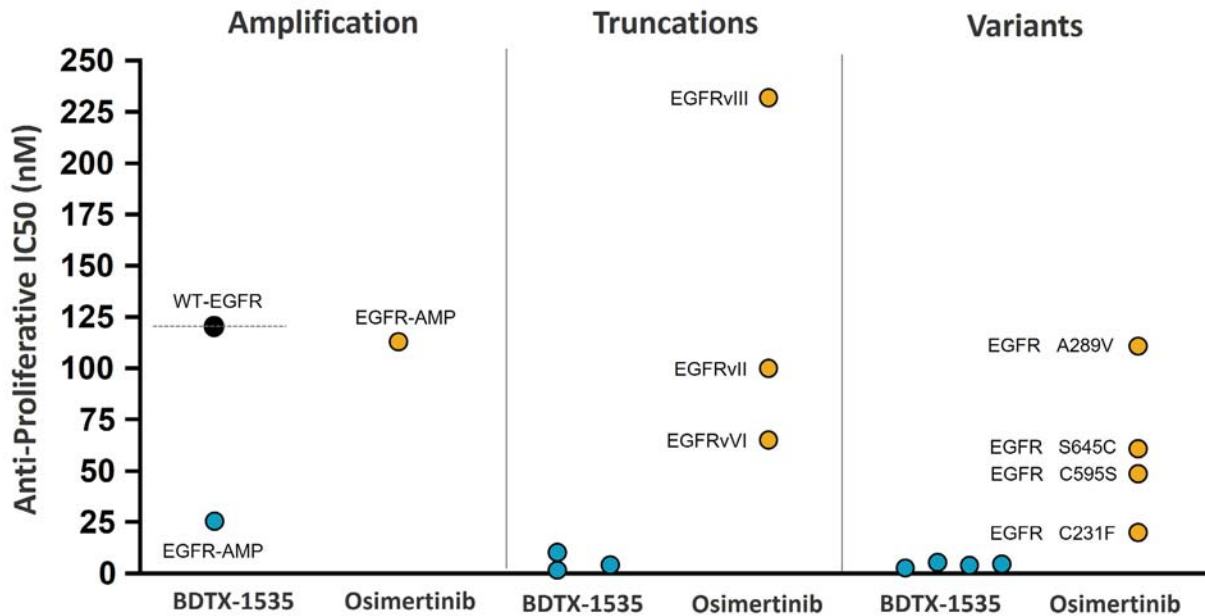 Amplification
Truncations
Variants
Anti-Proliferative IC50 (nM)
250
225
200
175
150
125
100
75
50
25
0
WT-EGFR
EGFR-AMP
EGFR-AMP
EGFRvIII
EGFRvII
EGFRvVI
EGFR A289V
EGFR S645C
EGFR C595S
EGFR C231F
BDTX-1535
Osimertinib
BDTX-1535
Osimertinib
BDTX-1535
Osimertinib